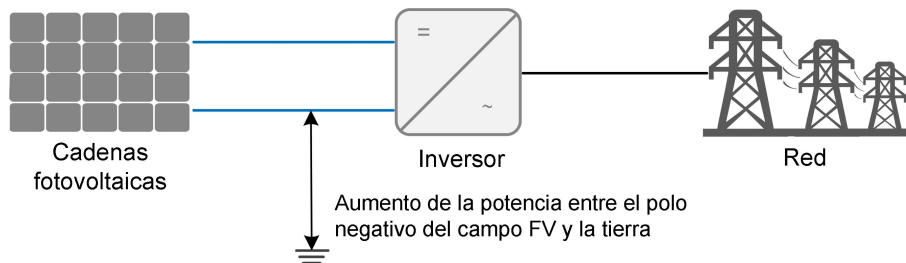 Cadenas
fotovoltaicas
=
~
Inversor
Red
Aumento de la potencia entre el polo
negativo del campo FV y la tierra